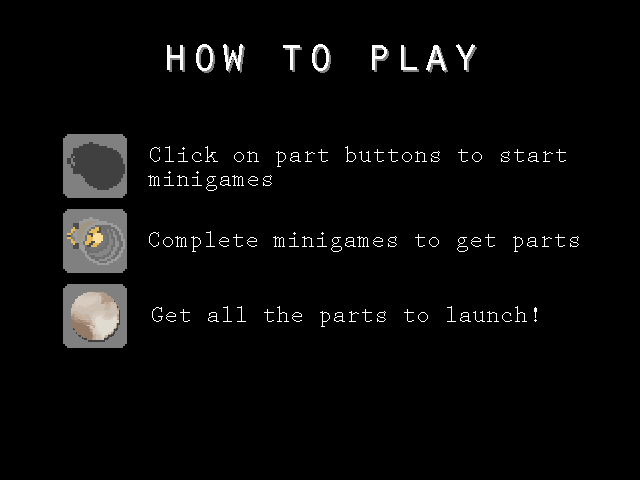 HOW TO PLAY
Click on part buttons to start
minigames
Complete minigames to get parts
Get all the parts to launch!